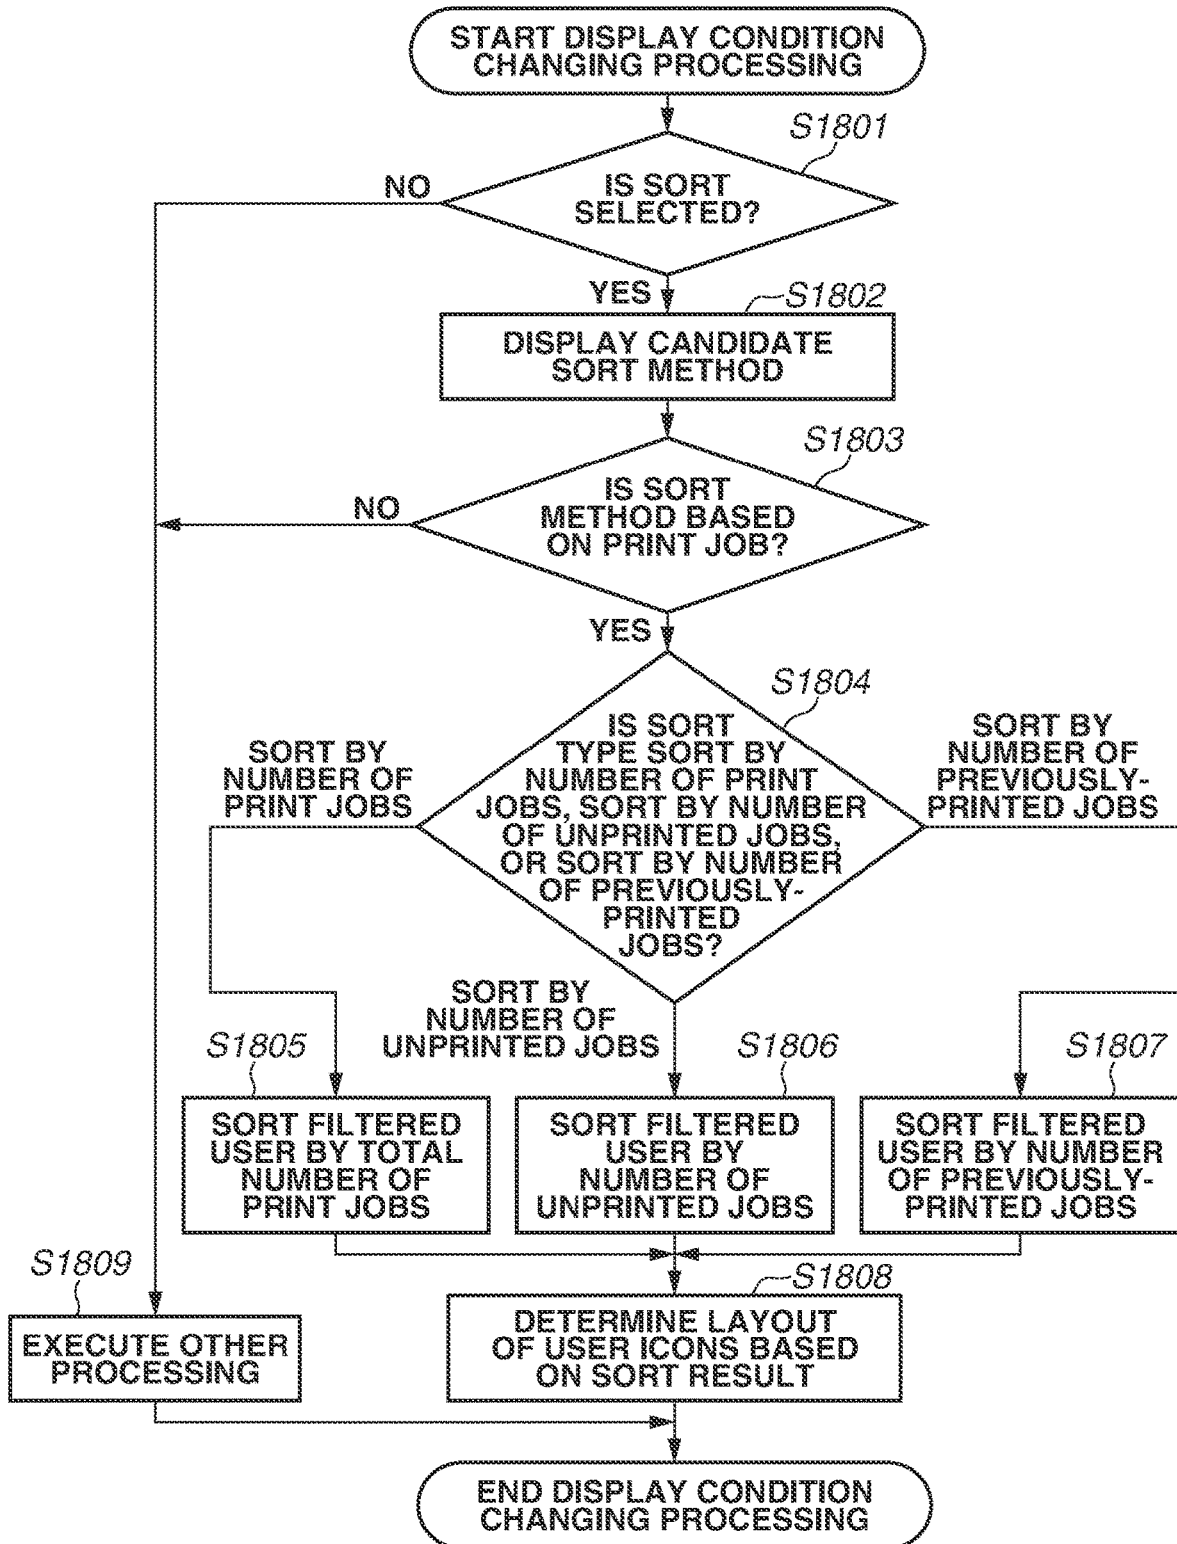 START DISPLAY CONDITION
CHANGING PROCESSING
S1801
NO
IS SORT
SELECTED?
YES
S1802
DISPLAY CANDIDATE
SORT METHOD
S1803
NO
IS SORT
METHOD BASED
ON PRINT JOB?
YES
S1804
SORT BY
NUMBER OF
PRINT JOBS
IS SORT
TYPE SORT BY
NUMBER OF PRINT
JOBS, SORT BY NUMBER
OF UNPRINTED JOBS,
OR SORT BY NUMBER
OF PREVIOUSLY-
PRINTED
JOBS?
SORT BY
NUMBER OF
PREVIOUSLY-
PRINTED JOBS
SORT BY
NUMBER OF
UNPRINTED JOBS
S1805
SORT FILTERED
USER BY TOTAL
NUMBER OF
PRINT JOBS
S1806
SORT FILTERED
USER BY
NUMBER OF
UNPRINTED JOBS
S1807
SORT FILTERED
USER BY NUMBER
OF PREVIOUSLY-
PRINTED JOBS
S1809
EXECUTE OTHER
PROCESSING
S1808
DETERMINE LAYOUT
OF USER ICONS BASED
ON SORT RESULT
END DISPLAY CONDITION
CHANGING PROCESSING